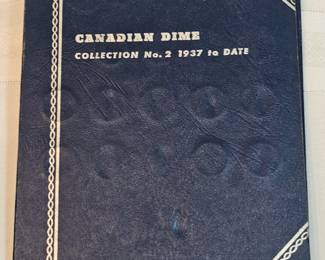 CANADIAN DIME
COLLECTION No. 2 1937 to DATE